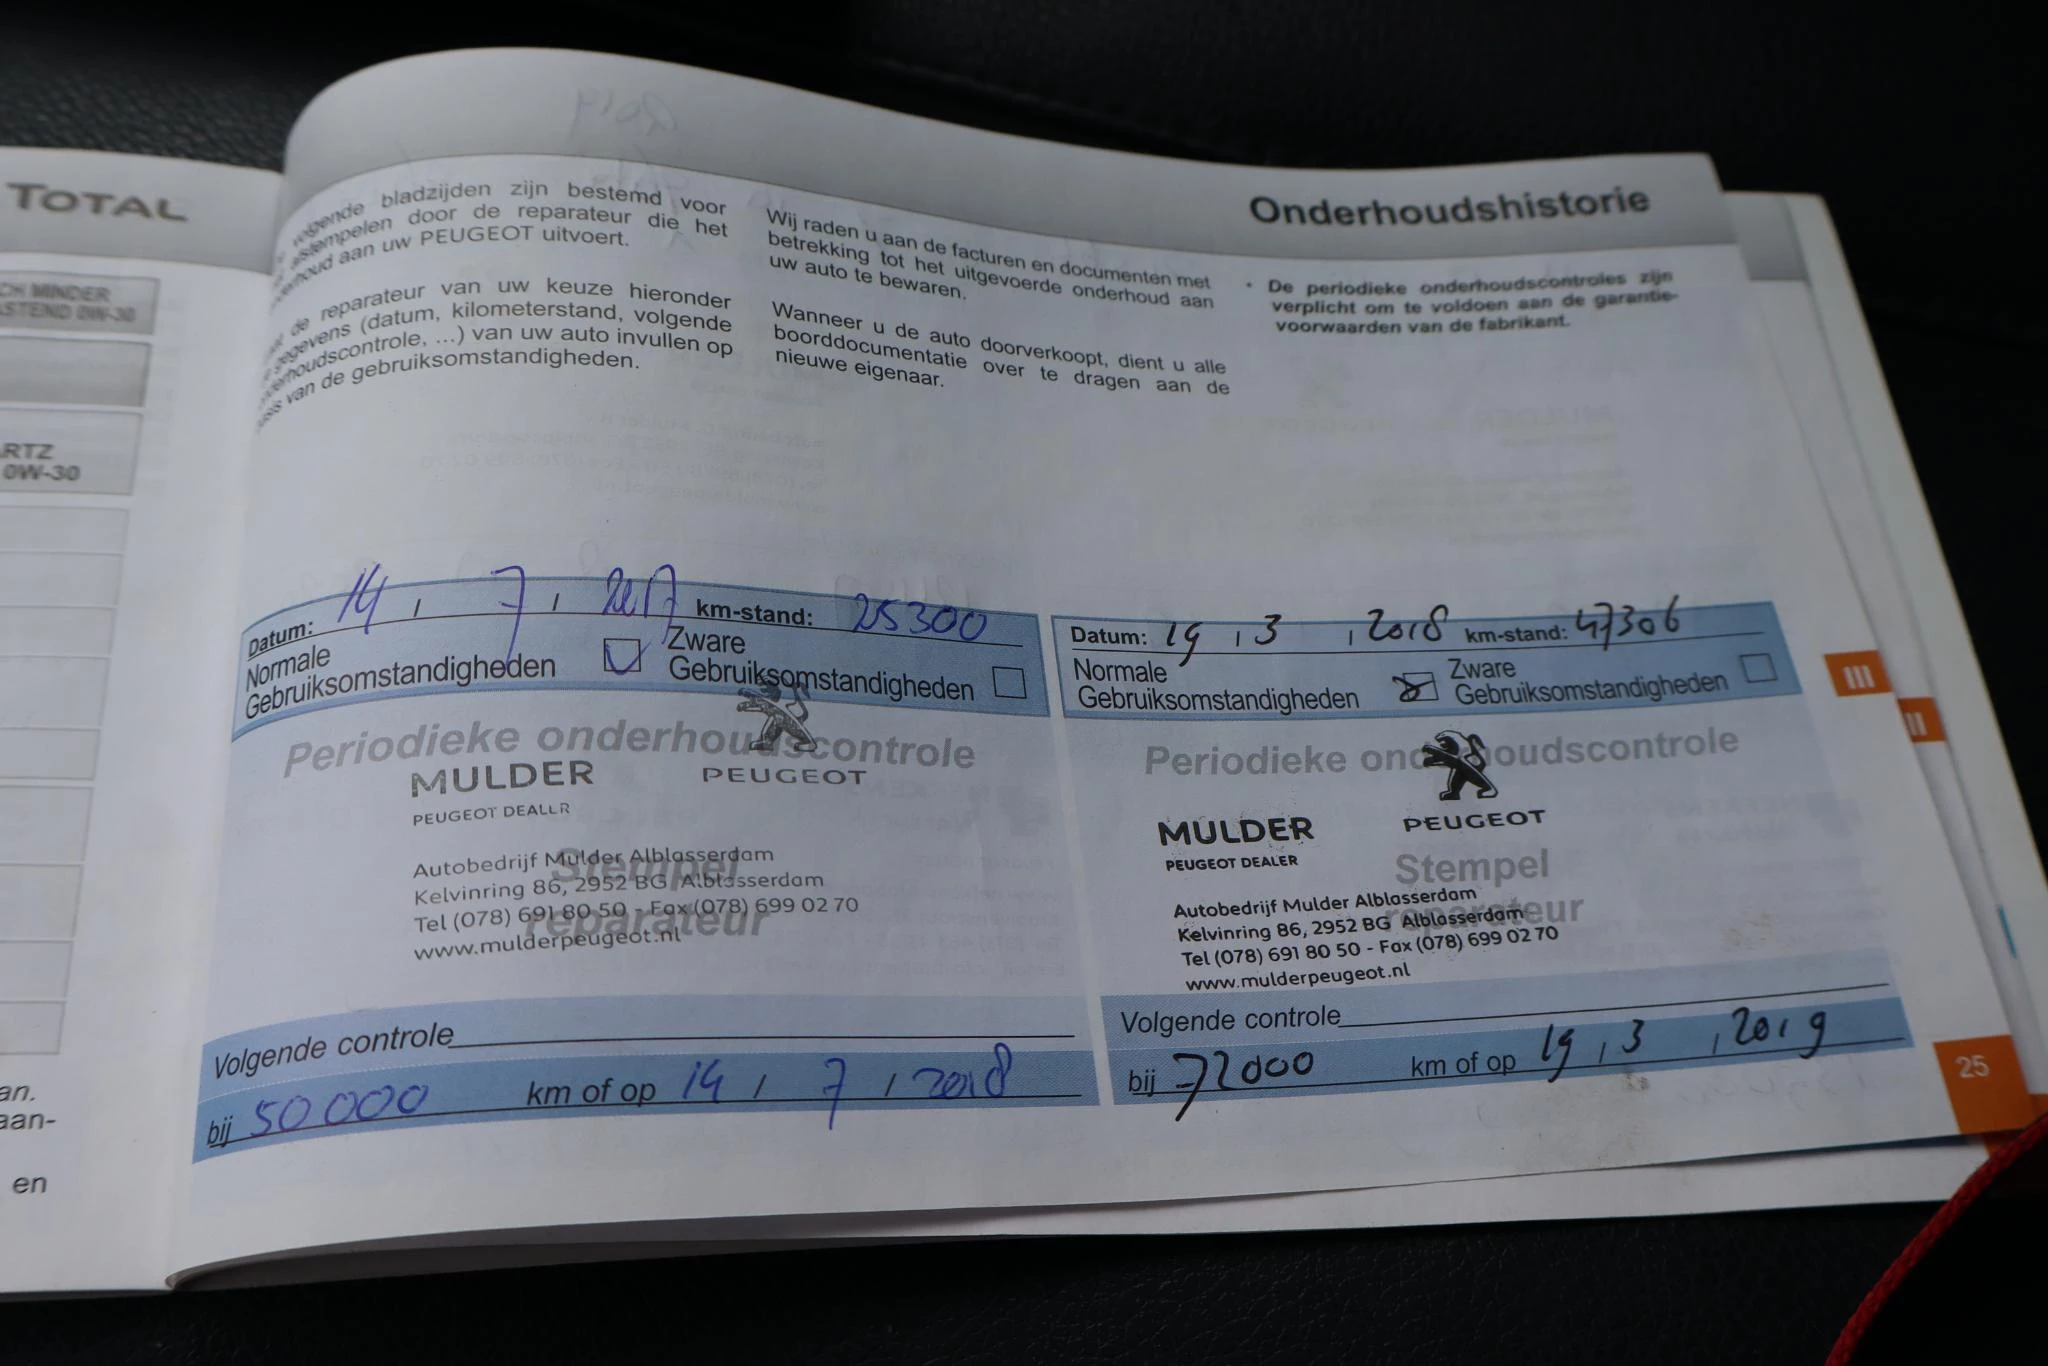 TOTAL
CH MINDER
0W-30
RTZ
0W-30
an.
aan-
en
Onderhoudshistorie
bladzijden zijn bestemd voor
door de reparateur die het
aan uw PEUGEOT uitvoert.
de reparateur van uw keuze hieronder
(datum, kilometerstand, volgende
...) van uw auto invullen op
van de gebruiksomstandigheden.
Wij raden u aan de facturen en documenten met
betrekking tot het uitgevoerde onderhoud aan
uw auto te bewaren.
Wanneer u de auto doorverkoopt, dient u alle
boorddocumentatie over te dragen aan de
nieuwe eigenaar.
• De periodieke onderhoudscontroles zijn
verplicht om te voldoen aan de garantie-
voorwaarden van de fabrikant.
Datum: 14 / 7 / 2017 km-stand: 25300
Normale
Gebruiksomstandigheden
Zware
Gebruiksomstandigheden
Periodieke onderhoudscontrole
MULDER
PEUGEOT
PEUGEOT DEALER
Stempel
reparateur
Autobedrijf Mulder Alblasserdam
Kelvinring 86, 2952 BG Alblasserdam
Tel (078) 691 80 50 - Fax (078) 699 02 70
www.mulderpeugeot.nl
Volgende controle
bij 50000 km of op 14 / 7 / 2018
Datum: 19 / 3 / 2018 km-stand: 47306
Normale
Gebruiksomstandigheden
Zware
Gebruiksomstandigheden
Periodieke onderhoudscontrole
MULDER
PEUGEOT
PEUGEOT DEALER
Stempel
reparateur
Autobedrijf Mulder Alblasserdam
Kelvinring 86, 2952 BG Alblasserdam
Tel (078) 691 80 50 - Fax (078) 699 02 70
www.mulderpeugeot.nl
Volgende controle
bij 72000 km of op 19 / 3 / 2019
III
II
25